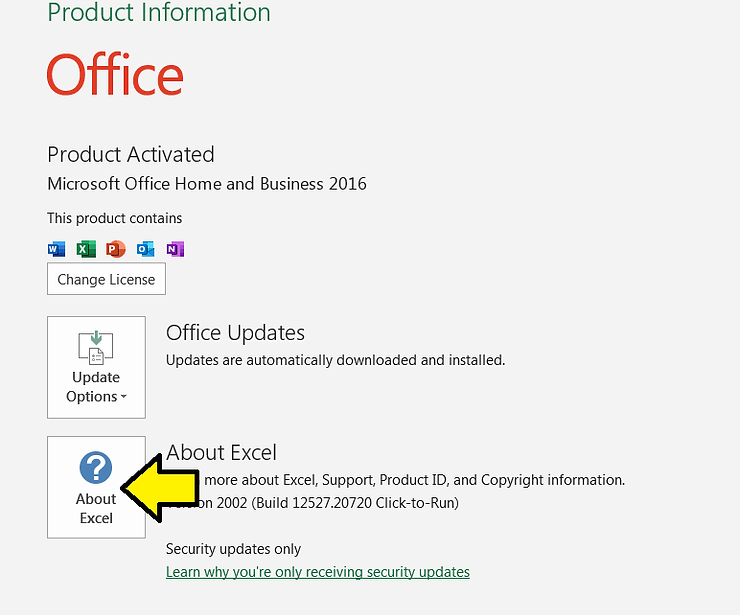 Product Information
Office
Product Activated
Microsoft Office Home and Business 2016
This product contains
W X P O N
Change License
Update
Options
Office Updates
Updates are automatically downloaded and installed.
?
About
Excel
About Excel
more about Excel, Support, Product ID, and Copyright information.
2002 (Build 12527.20720 Click-to-Run)
Security updates only
Learn why you're only receiving security updates